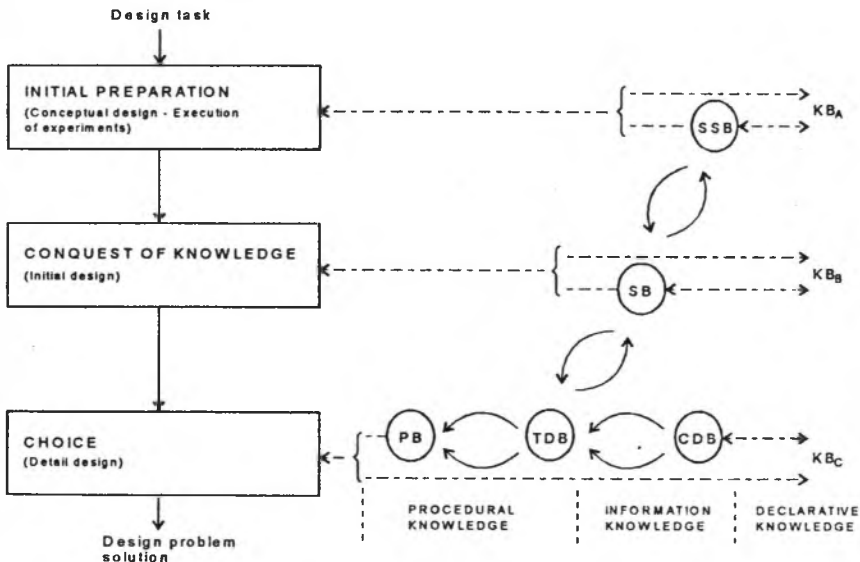 Design task
INITIAL PREPARATION
(Conceptual design - Execution
of experiments)
SSB
KBA
CONQUEST OF KNOWLEDGE
(Initial design)
SB
KBB
CHOICE
(Detail design)
PB
TDB
CDB
KBC
PROCEDURAL
KNOWLEDGE
INFORMATION
KNOWLEDGE
DECLARATIVE
KNOWLEDGE
Design problem
solution